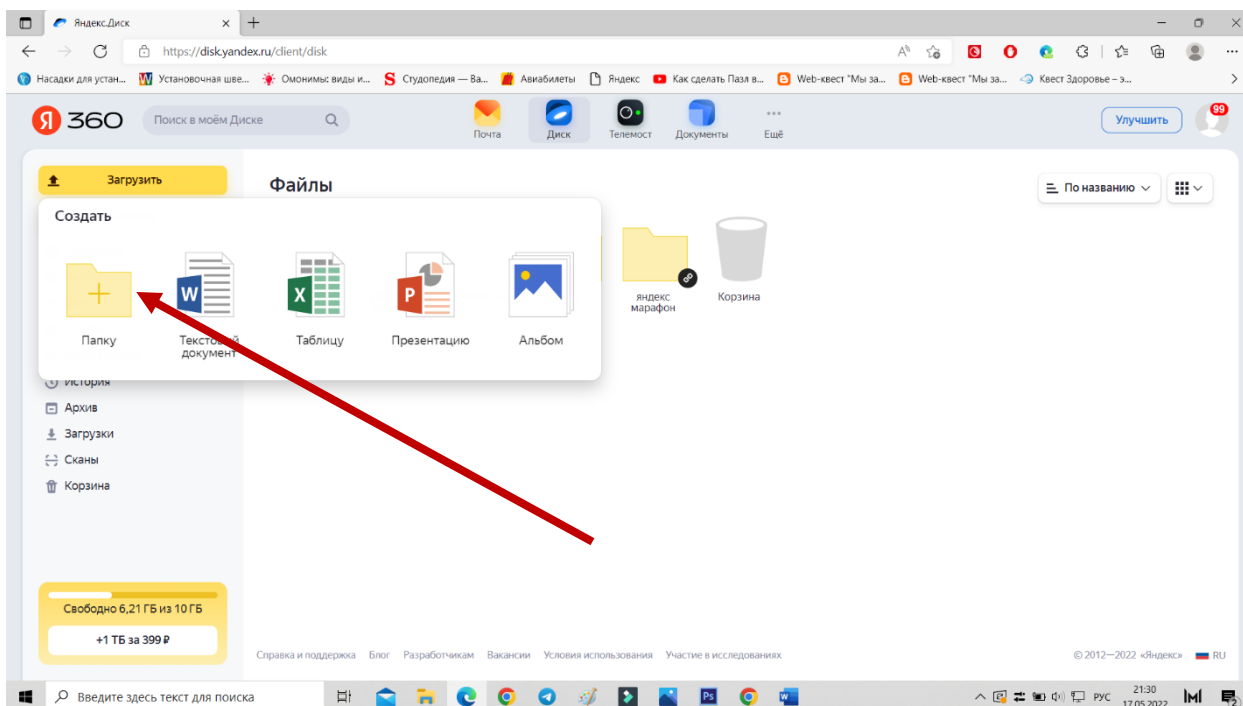 Яндекс.Диск
https://disk.yandex.ru/client/disk
Насадки для устан...
Установочная шве...
Омонимы: виды и...
Студопедия — Ва...
Авиабилеты
Яндекс
Как сделать Пазл в...
Web-квест "Мы за...
Web-квест "Мы за...
Квест Здоровье – э...
Я 360
Поиск в моём Диске
Почта
Диск
Телемост
Документы
Ещё
Улучшить
99
Загрузить
Файлы
По названию
Создать
Папку
Текстовый
документ
Таблицу
Презентацию
Альбом
яндекс
марафон
Корзина
История
Архив
Загрузки
Сканы
Корзина
Свободно 6,21 ГБ из 10 ГБ
+1 ТБ за 399 ₽
Справка и поддержка Блог Разработчикам Вакансии Условия использования Участие в исследованиях
© 2012—2022 «Яндекс» RU
Введите здесь текст для поиска
РУС
21:30
17.05.2022